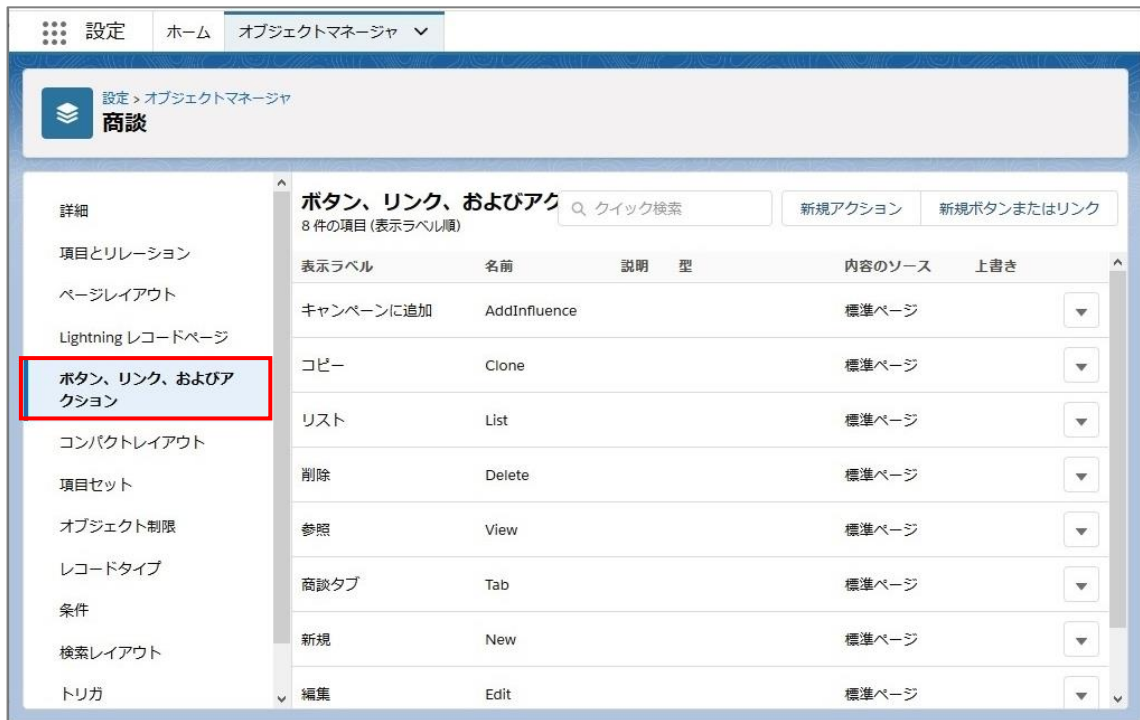 設定 ホーム オブジェクトマネージャ
設定 > オブジェクトマネージャ
商談
詳細
項目とリレーション
ページレイアウト
Lightning レコードページ
ボタン、リンク、およびア
クション
コンパクトレイアウト
項目セット
オブジェクト制限
レコードタイプ
条件
検索レイアウト
トリガ
ボタン、リンク、およびアク
8 件の項目 (表示ラベル順)
クイック検索
新規アクション 新規ボタンまたはリンク
表示ラベル 名前 説明 型 内容のソース 上書き
キャンペーンに追加 AddInfluence 標準ページ
コピー Clone 標準ページ
リスト List 標準ページ
削除 Delete 標準ページ
参照 View 標準ページ
商談タブ Tab 標準ページ
新規 New 標準ページ
編集 Edit 標準ページ